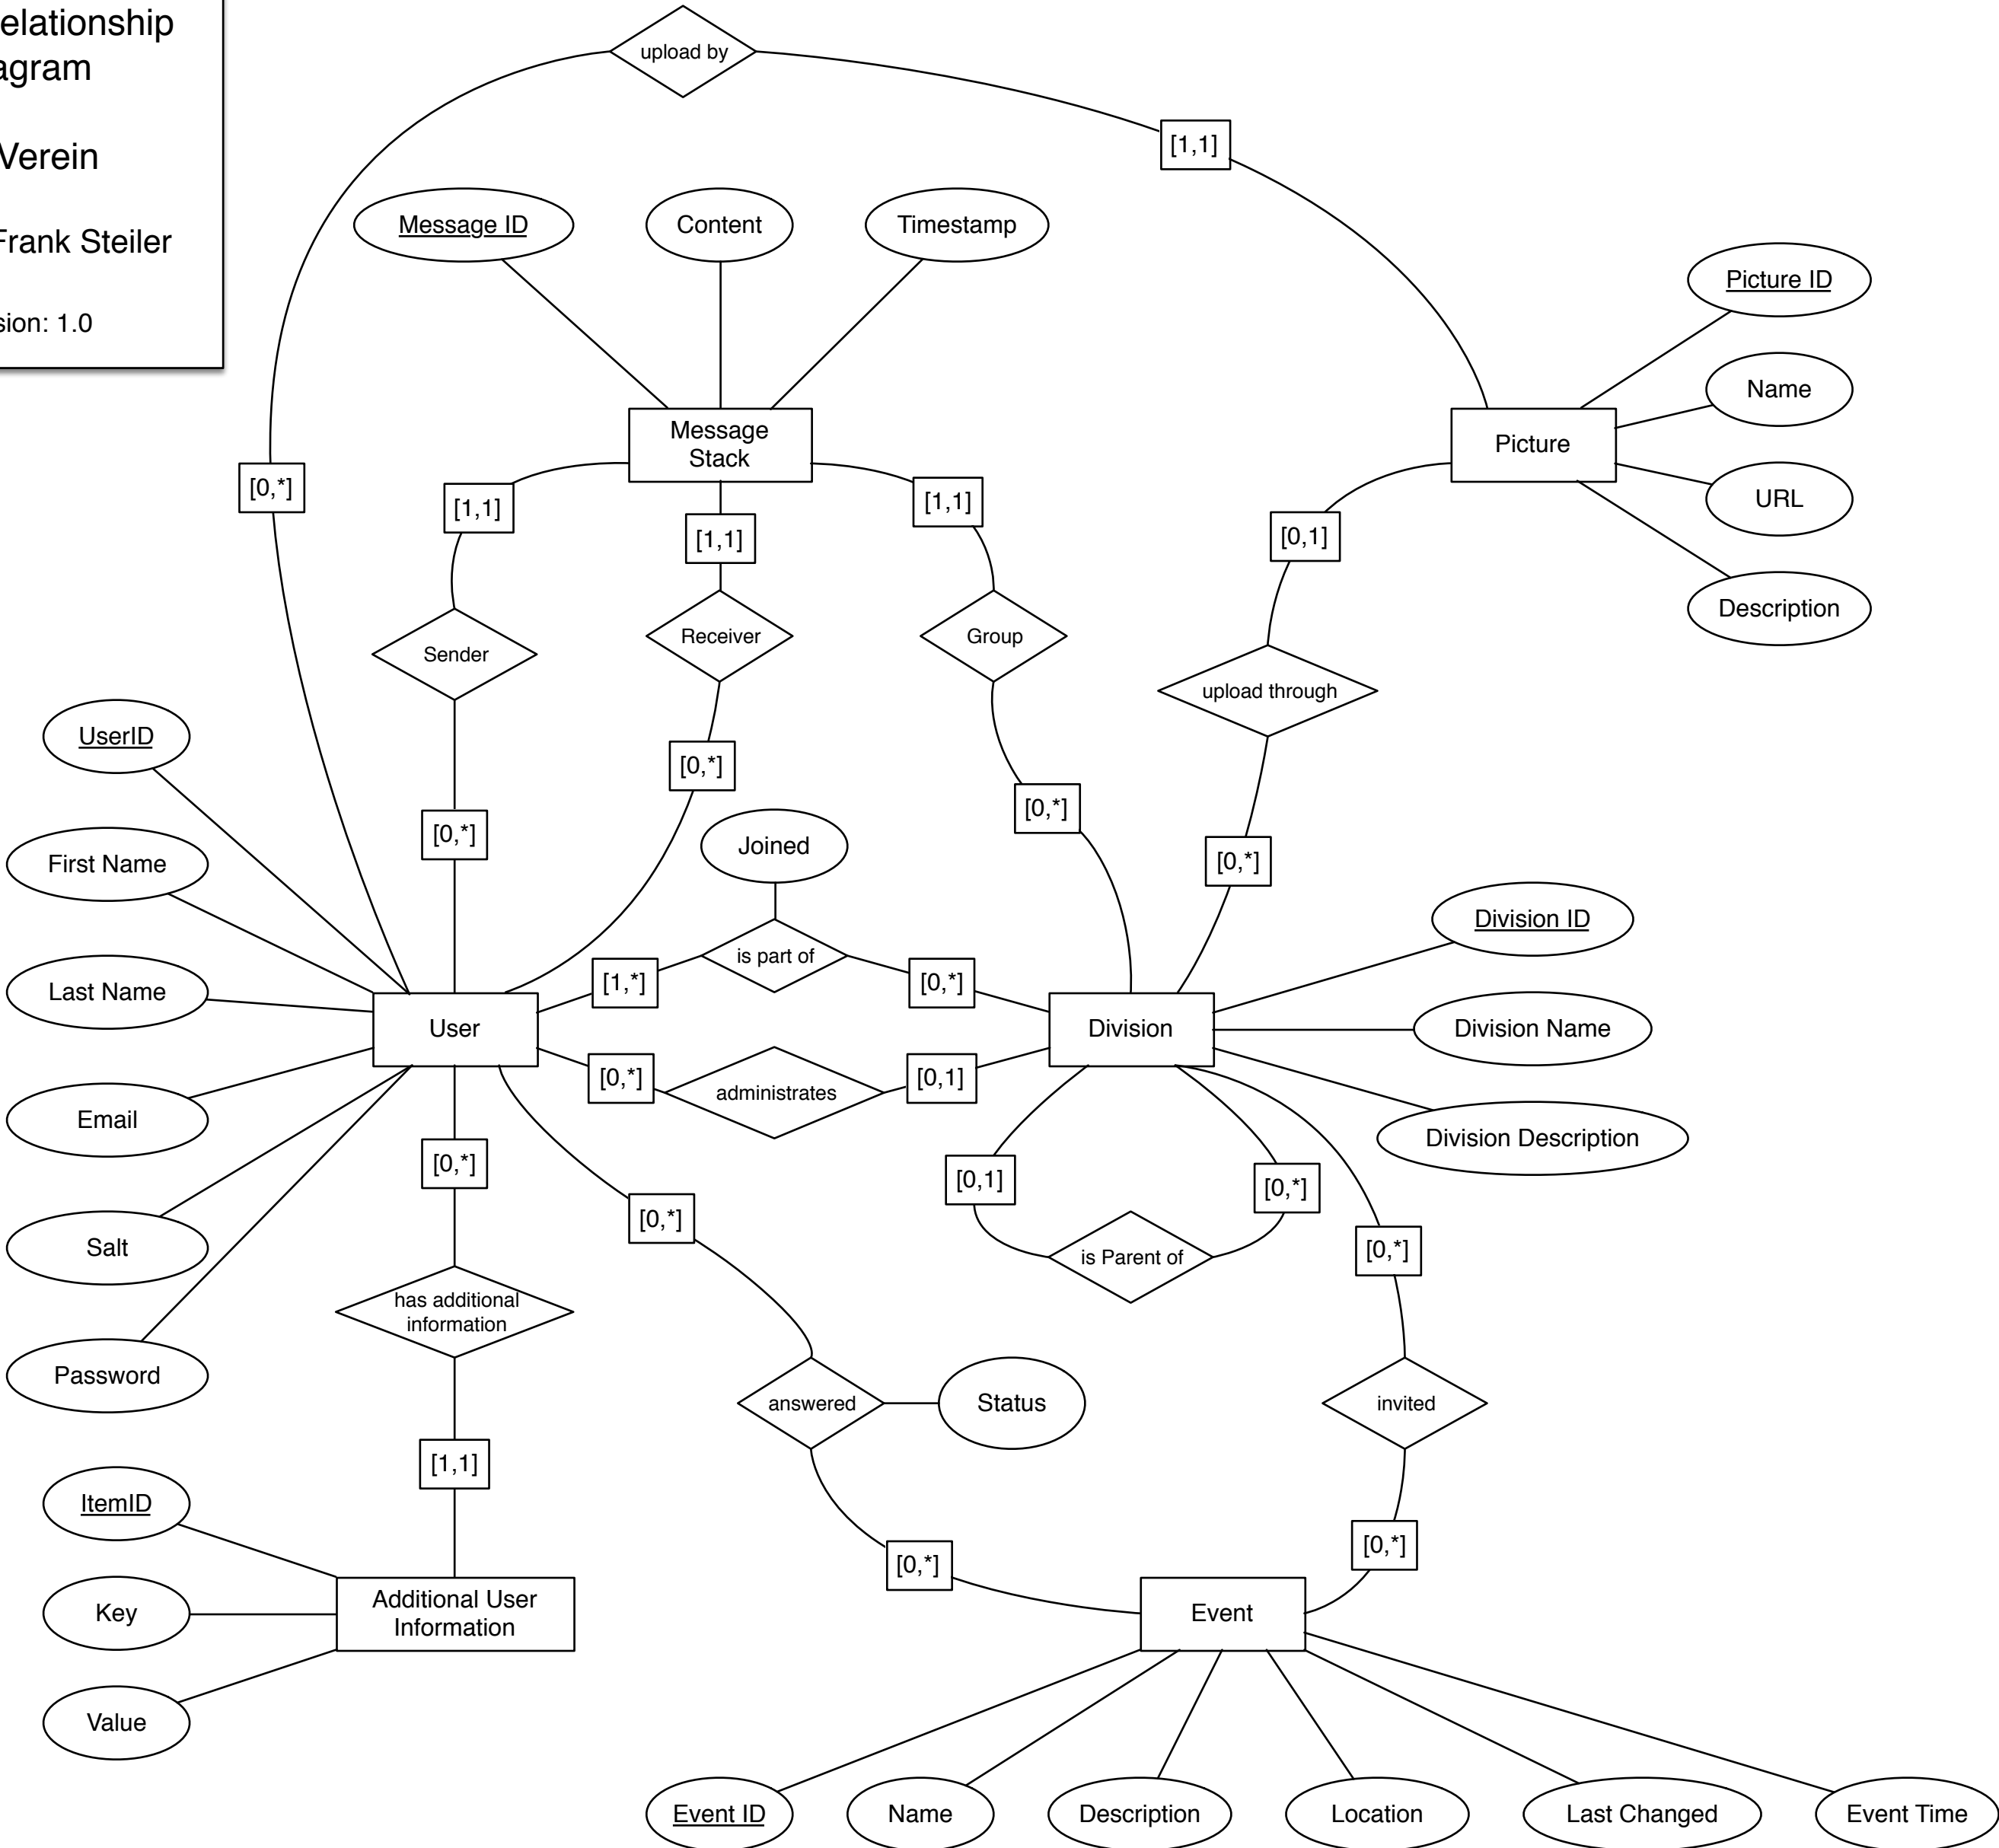 elationship
agram
Verein
Frank Steiler
sion: 1.0
upload by
[1,1]
Message ID
Content
Timestamp
Picture ID
Name
URL
Description
Message
Stack
Picture
[0,*]
[1,1]
[1,1]
[1,1]
[0,1]
Sender
Receiver
Group
upload through
UserID
[0,*]
[0,*]
[0,*]
[0,*]
Joined
First Name
Division ID
is part of
[1,*]
[0,*]
Last Name
User
Division
Division Name
[0,*]
administrates
[0,1]
Email
Division Description
[0,*]
[0,1]
[0,*]
[0,*]
[0,*]
Salt
is Parent of
has additional
information
Password
answered
Status
invited
[1,1]
ItemID
[0,*]
[0,*]
Key
Additional User
Information
Event
Value
Event ID
Name
Description
Location
Last Changed
Event Time